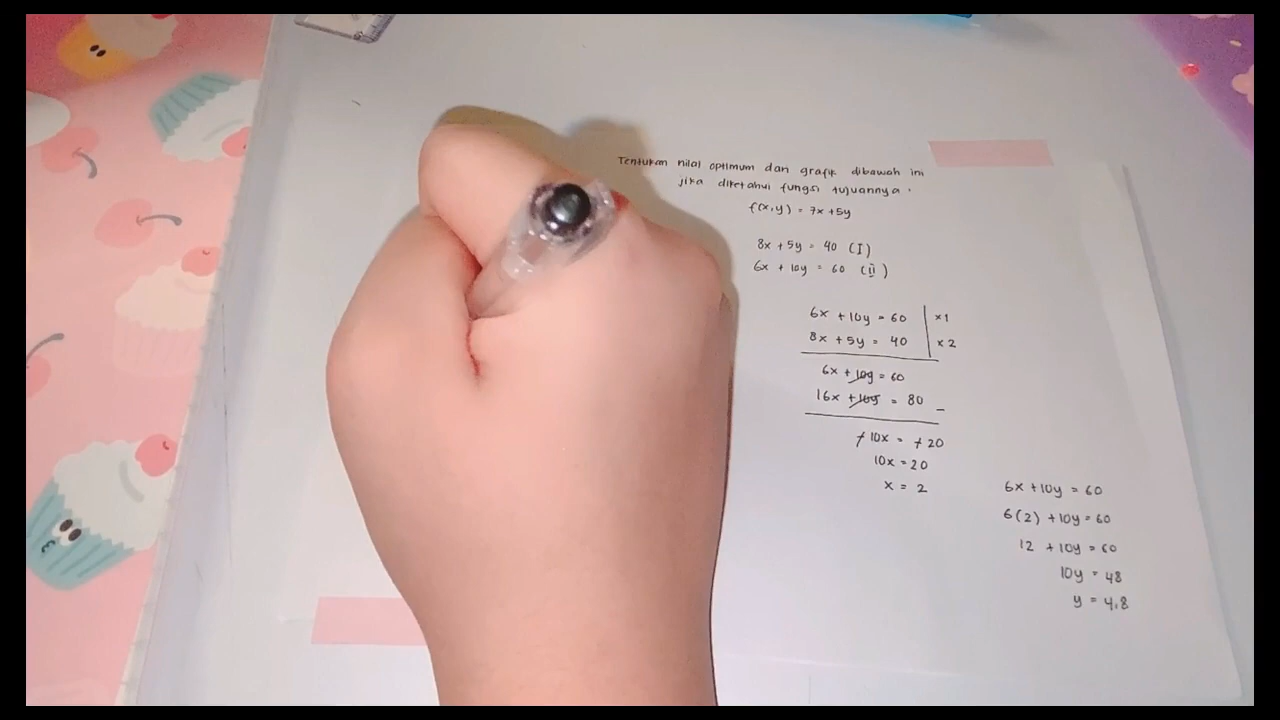 Tentukan nilai optimum dari grafik dibawah ini
jika diketahui fungsi tujuannya.
f(x,y) = 7x + 5y
8x + 5y = 40 (I)
6x + 10y = 60 (II)
6x + 10y = 60 | x1
8x + 5y = 40 | x2
6x + 10y = 60
16x + 10y = 80 -
-10x = -20
10x = 20
x = 2
6x + 10y = 60
6(2) + 10y = 60
12 + 10y = 60
10y = 48
y = 4,8